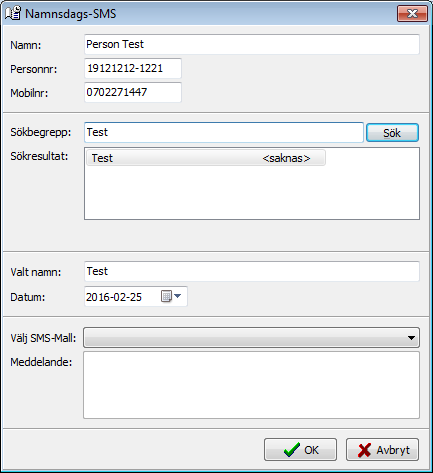 Namnsdags-SMS
Namn: Person Test
Personnr: 19121212-1221
Mobilnr: 0702271447
Sökbegrepp: Test Sök
Sökresultat: Test <saknas>
Valt namn: Test
Datum: 2016-02-25
Välj SMS-Mall:
Meddelande:
OK Avbryt